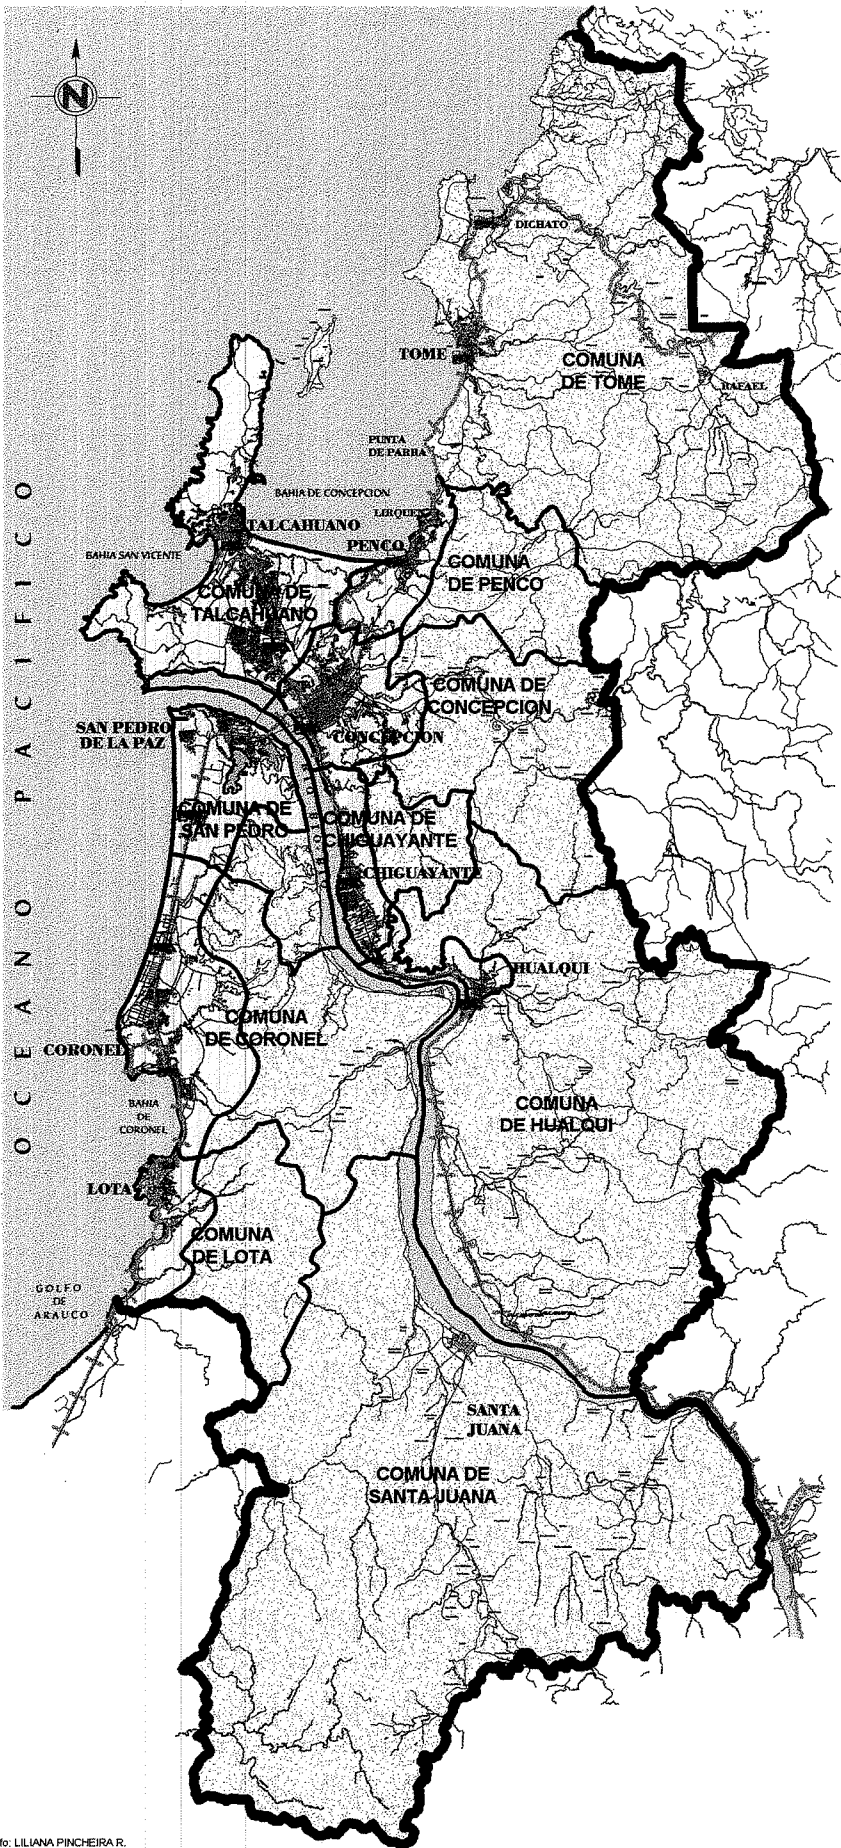 N
DICHATO
TOME
COMUNA
DE TOME
RAFAEL
PUNTA
DE PARRA
BAHIA DE CONCEPCION
LIRQUEN
TALCAHUANO
PENCO
BAHIA SAN VICENTE
COMUNA
DE PENCO
COMUNA DE
TALCAHUANO
COMUNA DE
CONCEPCION
SAN PEDRO
DE LA PAZ
CONCEPCION
COMUNA DE
SAN PEDRO
COMUNA DE
CHIGUAYANTE
CHIGUAYANTE
OCEANO PACIFICO
HUALQUI
COMUNA
DE CORONEL
CORONEL
BAHIA
DE
CORONEL
COMUNA
DE HUALQUI
LOTA
COMUNA
DE LOTA
GOLFO
DE
ARAUCO
SANTA
JUANA
COMUNA DE
SANTA JUANA
fo: LILIANA PINCHEIRA R.